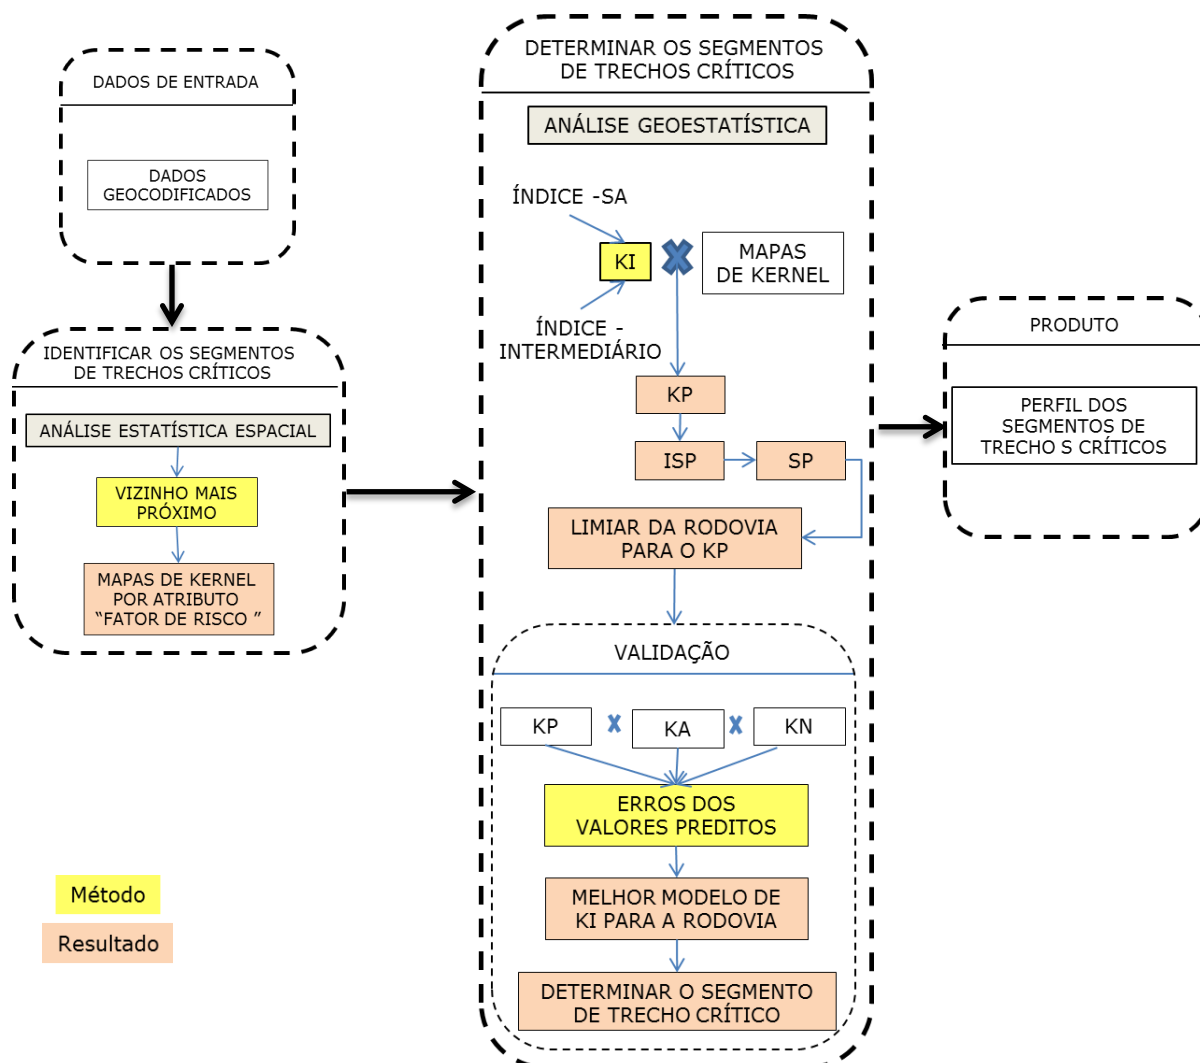 DADOS DE ENTRADA
DADOS
GEOCODIFICADOS
IDENTIFICAR OS SEGMENTOS
DE TRECHOS CRÍTICOS
ANÁLISE ESTATÍSTICA ESPACIAL
VIZINHO MAIS
PRÓXIMO
MAPAS DE KERNEL
POR ATRIBUTO
“FATOR DE RISCO ”
Método
Resultado
DETERMINAR OS SEGMENTOS
DE TRECHOS CRÍTICOS
ANÁLISE GEOESTATÍSTICA
ÍNDICE -SA
KI
MAPAS
DE KERNEL
ÍNDICE -
INTERMEDIÁRIO
KP
ISP
SP
LIMIAR DA RODOVIA
PARA O KP
VALIDAÇÃO
KP
KA
KN
ERROS DOS
VALORES PREDITOS
MELHOR MODELO DE
KI PARA A RODOVIA
DETERMINAR O SEGMENTO
DE TRECHO CRÍTICO
PRODUTO
PERFIL DOS
SEGMENTOS DE
TRECHO S CRÍTICOS